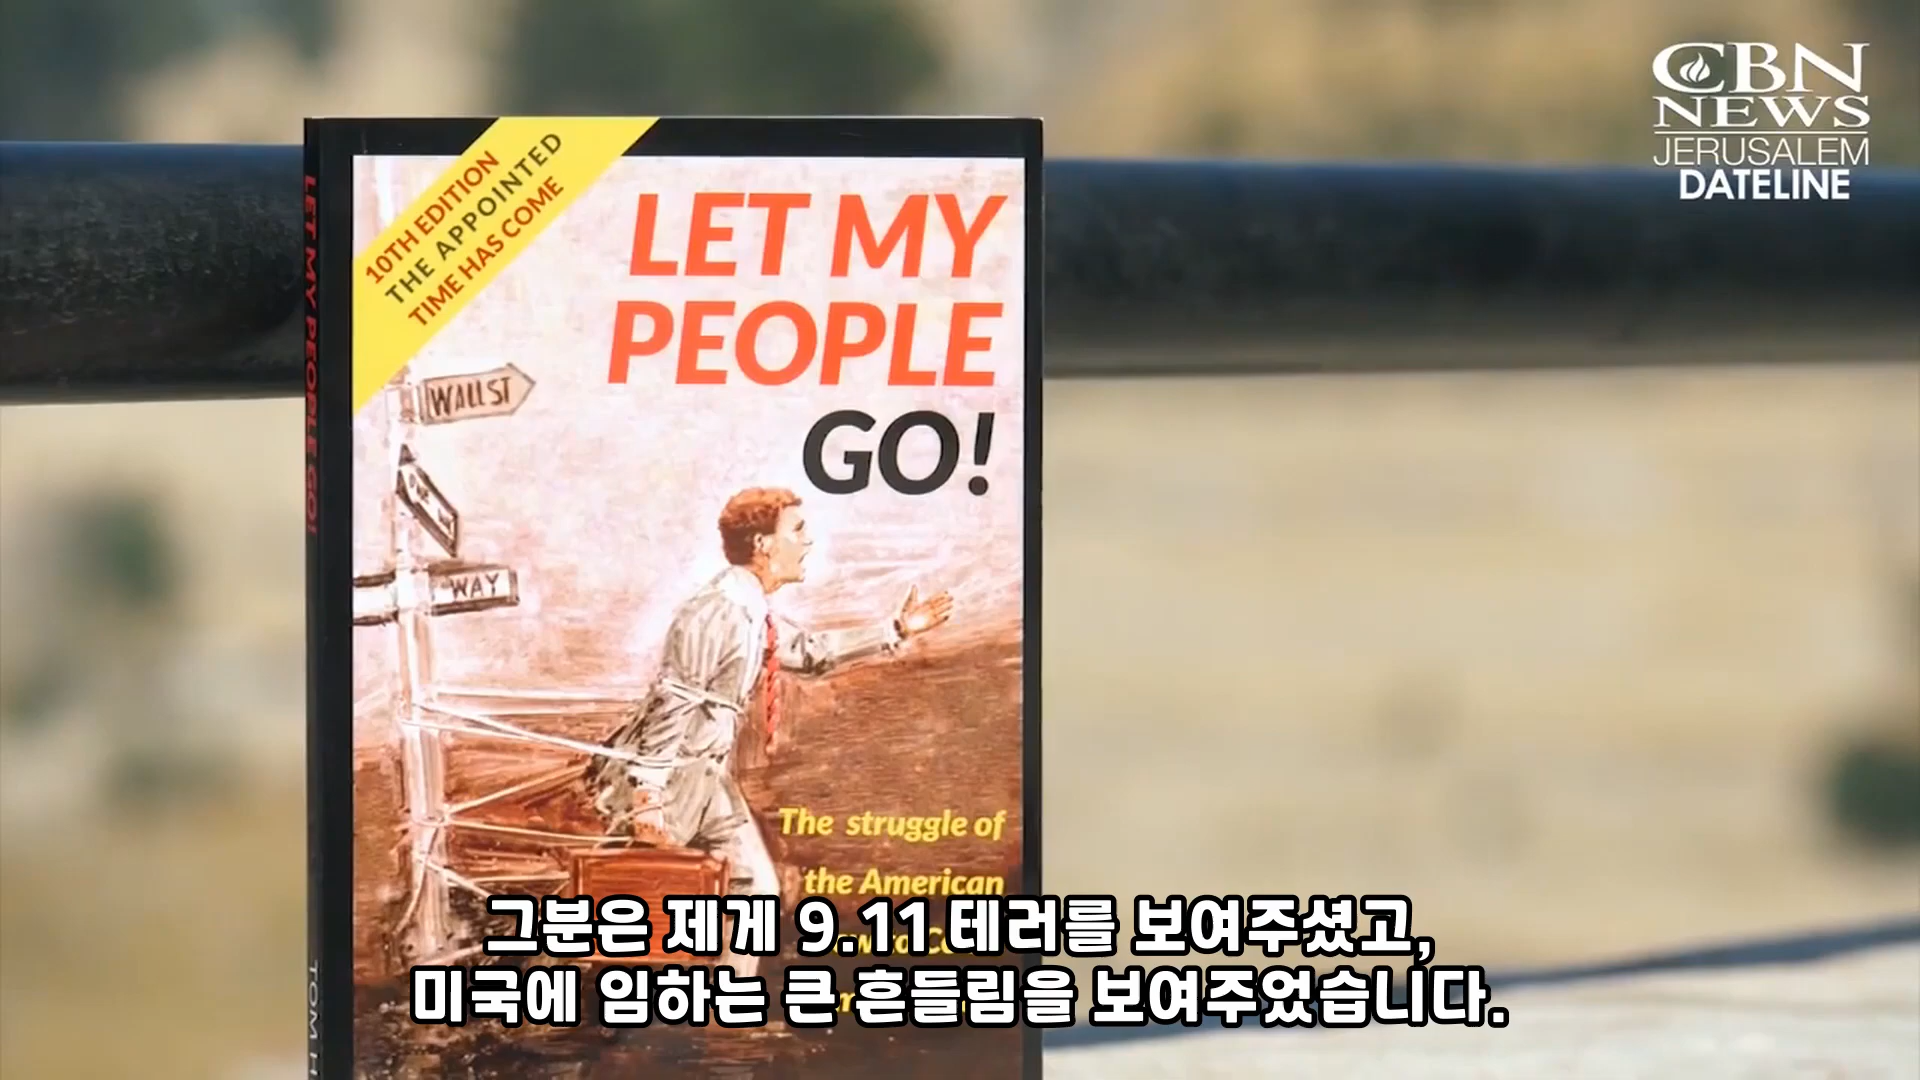 CBN
NEWS
JERUSALEM
DATELINE
10TH EDITION
THE APPOINTED
TIME HAS COME
LET MY
PEOPLE
GO!
LET MY PEOPLE GO!
WALL ST
WAY
The struggle of
the American
TOM H
그분은 제게 9.11 테러를 보여주셨고,
미국에 임하는 큰 흔들림을 보여주었습니다.